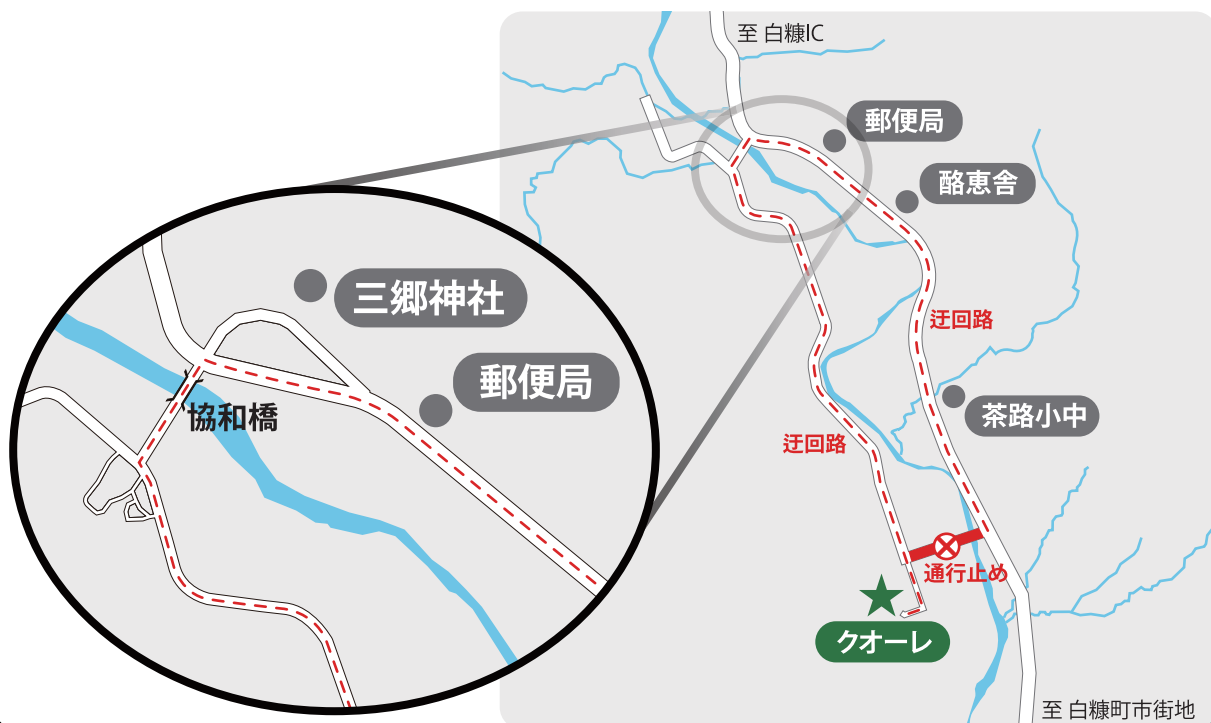 至 白糠IC
郵便局
酪恵舎
三郷神社
迂回路
郵便局
茶路小中
協和橋
迂回路
通行止め
クオーレ
至 白糠町市街地